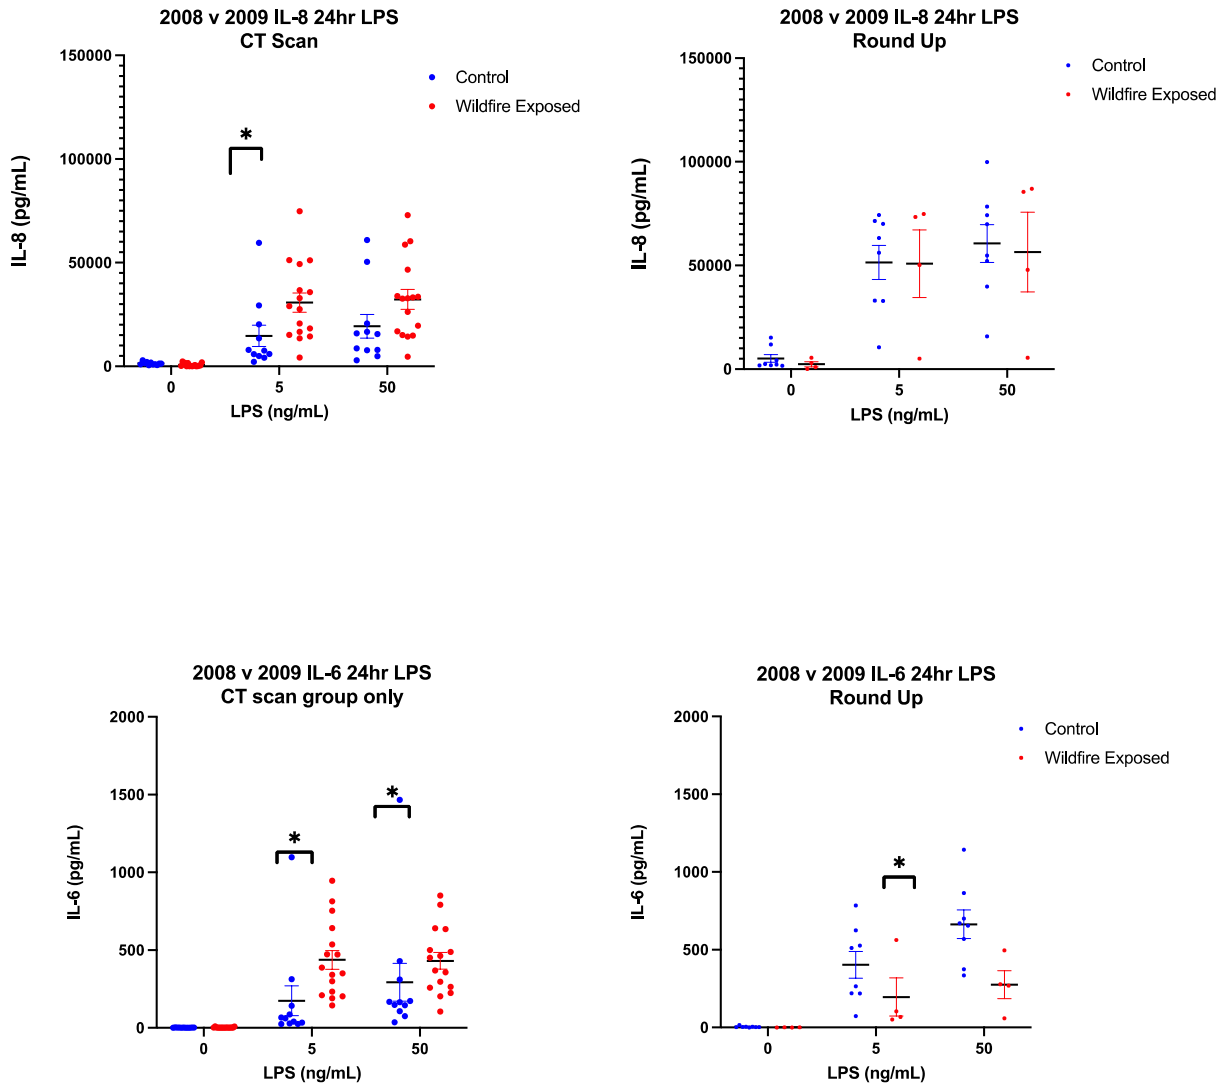 2008 v 2009 IL-8 24hr LPS
CT Scan
150000
100000
50000
0
IL-8 (pg/mL)
Control
Wildfire Exposed
*
0 5 50
LPS (ng/mL)
2008 v 2009 IL-8 24hr LPS
Round Up
150000
100000
50000
0
IL-8 (pg/mL)
Control
Wildfire Exposed
0 5 50
LPS (ng/mL)
2008 v 2009 IL-6 24hr LPS
CT scan group only
2000
1500
1000
500
0
IL-6 (pg/mL)
*
*
0 5 50
LPS (ng/mL)
2008 v 2009 IL-6 24hr LPS
Round Up
2000
1500
1000
500
0
IL-6 (pg/mL)
Control
Wildfire Exposed
*
0 5 50
LPS (ng/mL)